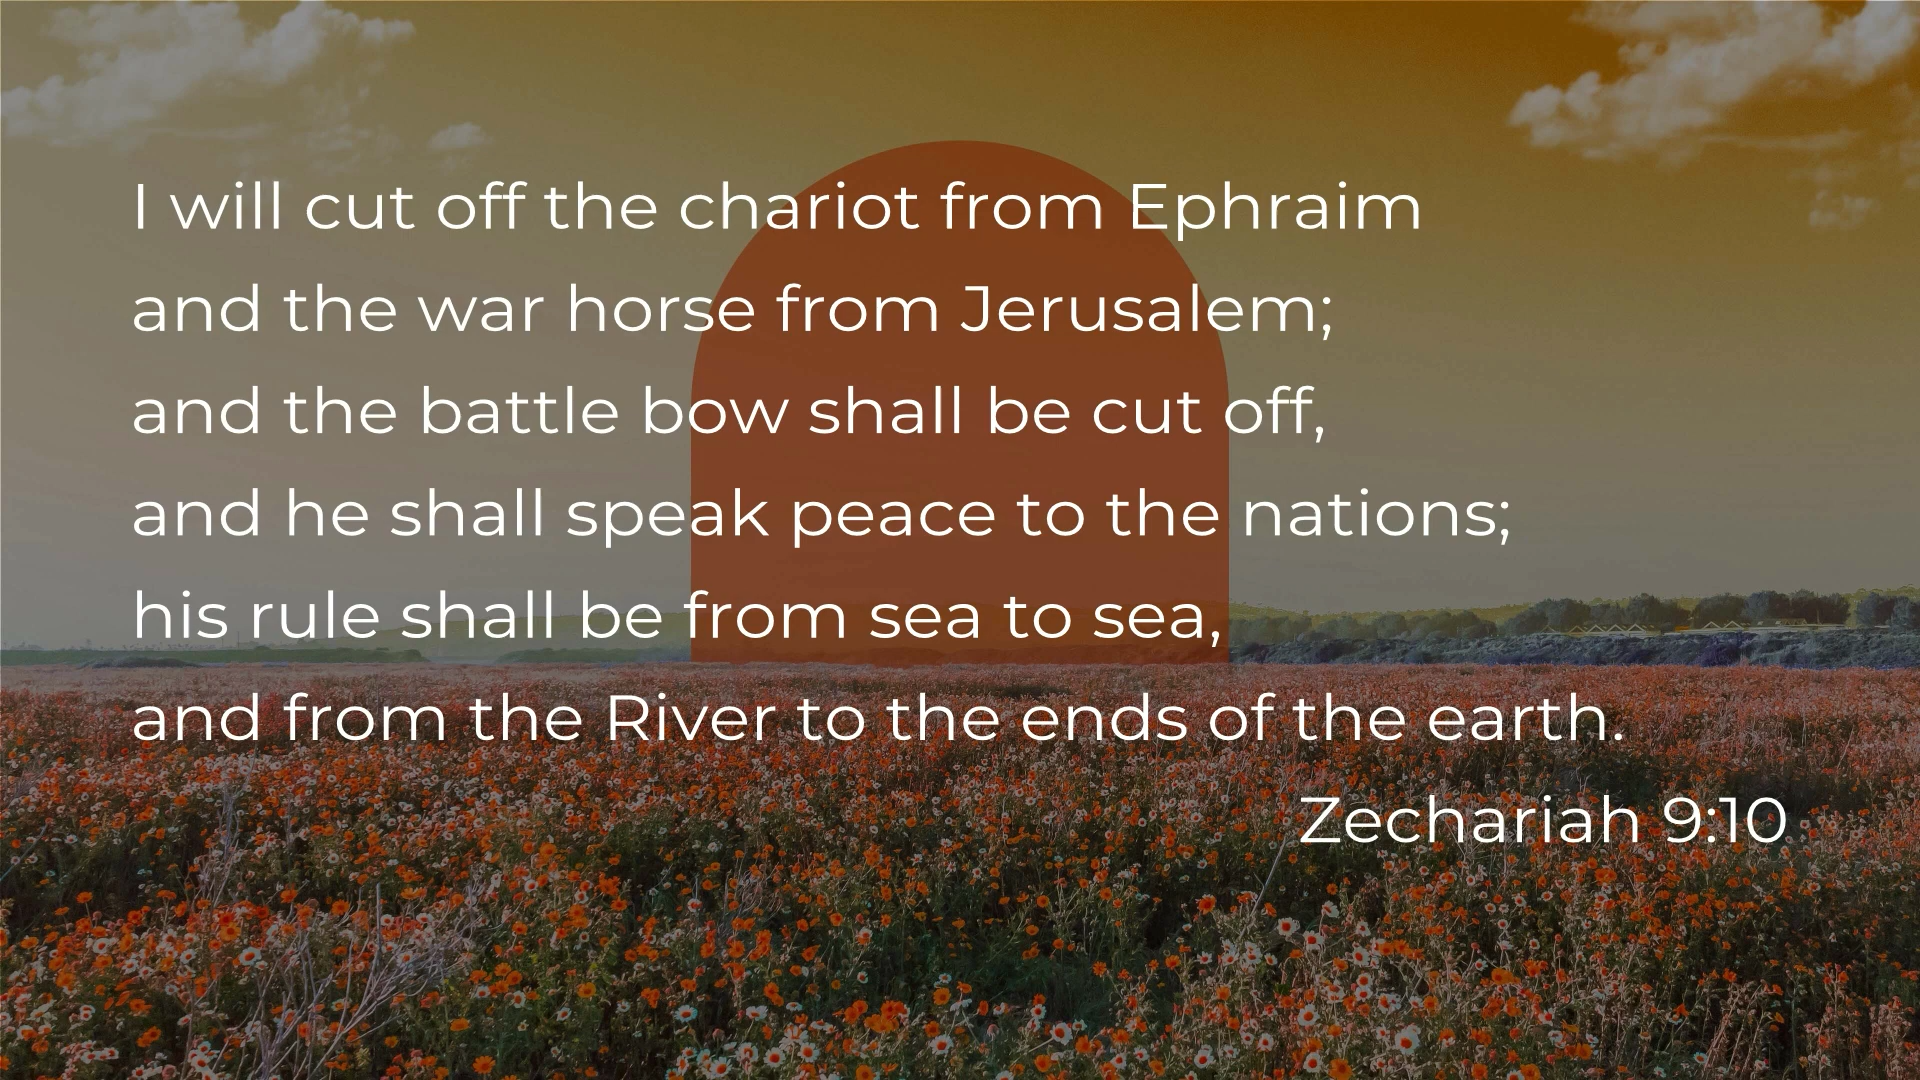 I will cut off the chariot from Ephraim
and the war horse from Jerusalem;
and the battle bow shall be cut off,
and he shall speak peace to the nations;
his rule shall be from sea to sea,
and from the River to the ends of the earth.
Zechariah 9:10